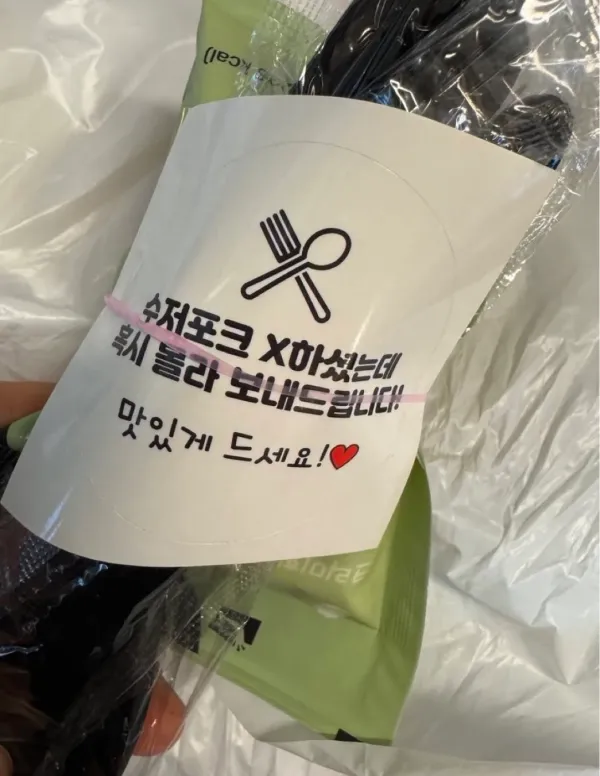 kcal)
수저포크 X하셨는데
혹시 몰라 보내드립니다!
맛있게 드세요!❤